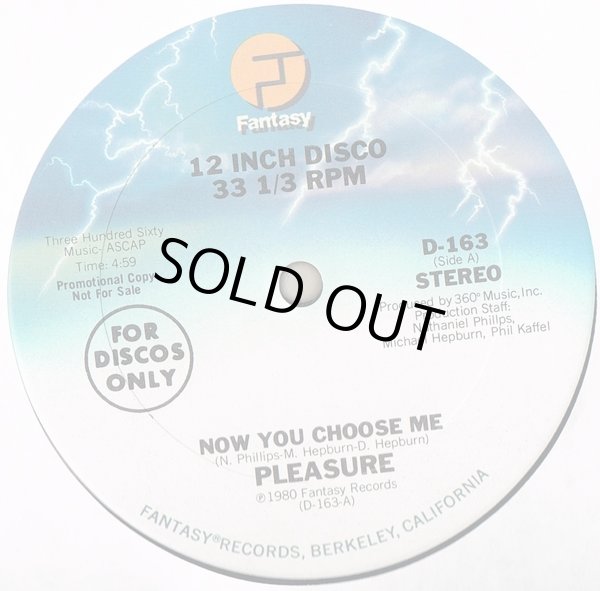 Fantasy
12 INCH DISCO
33 1/3 RPM
Three Hundred Sixty
Music- ASCAP
Time: 4:59
Promotional Copy
Not For Sale
FOR
DISCOS
ONLY
D-163
(Side A)
STEREO
Produced by 360° Music, Inc.
Production Staff:
Nathaniel Phillps,
Michael Hepburn, Phil Kaffel
SOLD OUT
NOW YOU CHOOSE ME
(N. Phillips-M. Hepburn-D. Hepburn)
PLEASURE
℗1980 Fantasy Records
(D-163-A)
FANTASY®RECORDS, BERKELEY, CALIFORNIA